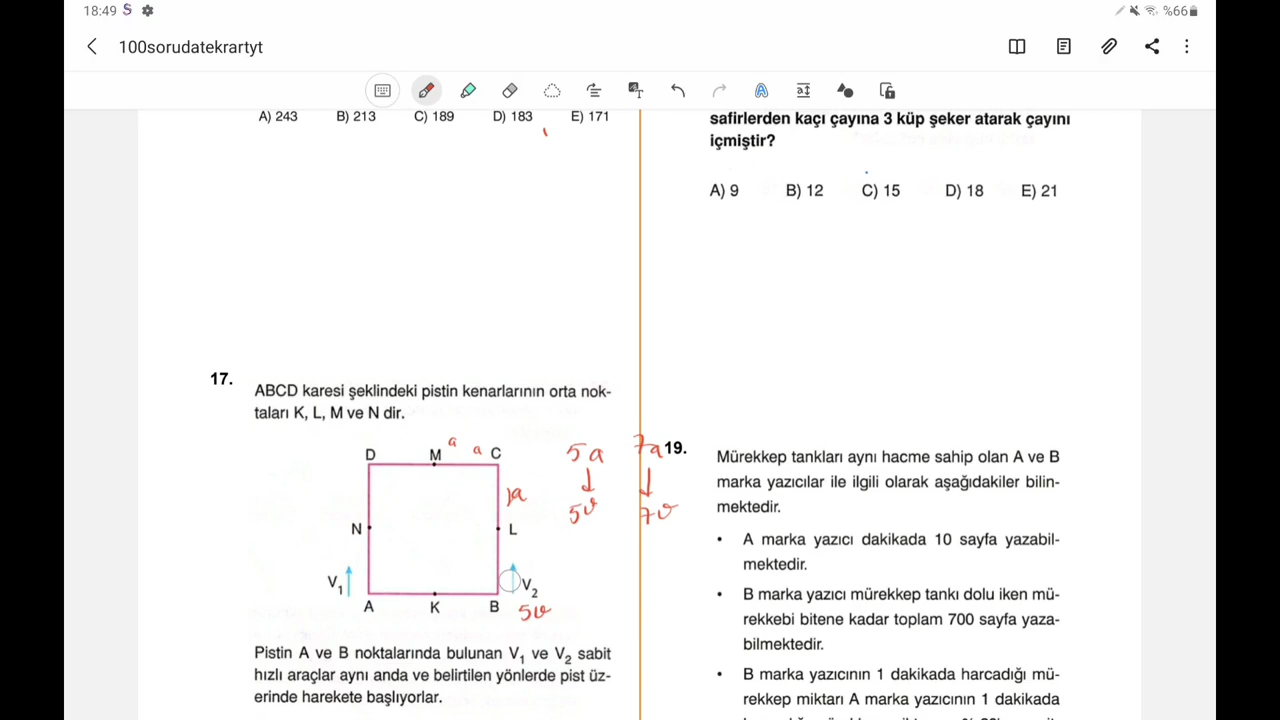 18:49 S %66
100sorudatekrartyt
A) 243 B) 213 C) 189 D) 183 E) 171
17.
ABCD karesi şeklindeki pistin kenarlarının orta nok-
taları K, L, M ve N dir.
D M a a C
5a 7a
a
5v 7v
N L
V1 V2
A K B 5v
Pistin A ve B noktalarında bulunan V1 ve V2 sabit
hızlı araçlar aynı anda ve belirtilen yönlerde pist üz-
erinde harekete başlıyorlar.
safirlerden kaçı çayına 3 küp şeker atarak çayını
içmiştir?
A) 9 B) 12 C) 15 D) 18 E) 21
19.
Mürekkep tankları aynı hacme sahip olan A ve B
marka yazıcılar ile ilgili olarak aşağıdakiler bilin-
mektedir.
• A marka yazıcı dakikada 10 sayfa yazabil-
mektedir.
• B marka yazıcı mürekkep tankı dolu iken mü-
rekkebi bitene kadar toplam 700 sayfa yaza-
bilmektedir.
• B marka yazıcının 1 dakikada harcadığı mü-
rekkep miktarı A marka yazıcının 1 dakikada